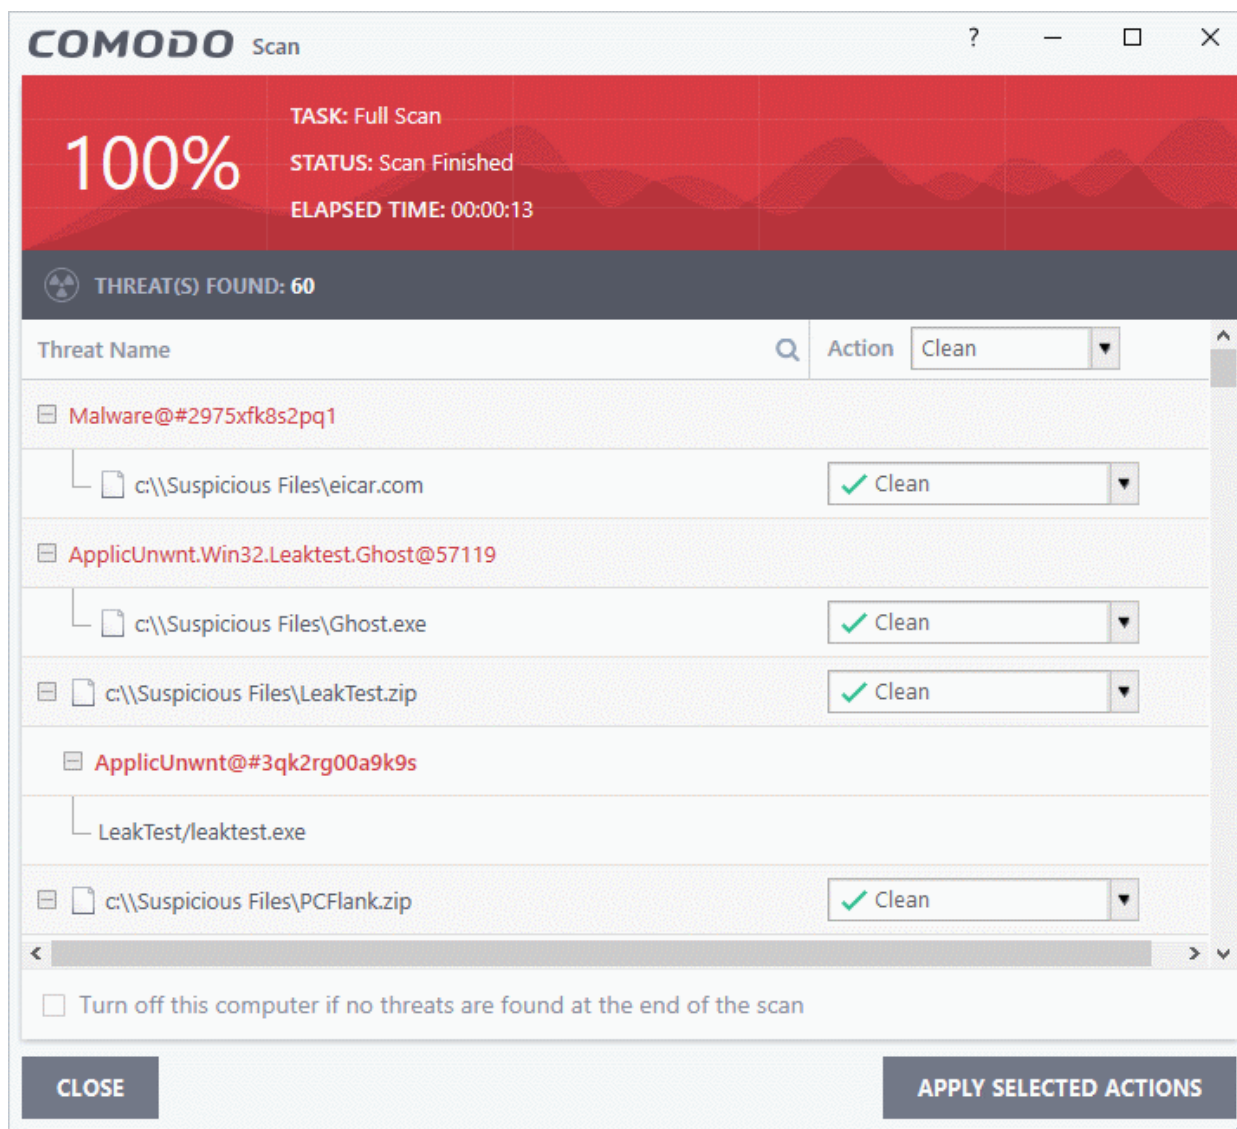 COMODO Scan
?
100%
TASK: Full Scan
STATUS: Scan Finished
ELAPSED TIME: 00:00:13
THREAT(S) FOUND: 60
Threat Name
Action Clean
Malware@#2975xfk8s2pq1
c:\\Suspicious Files\eicar.com
Clean
ApplicUnwnt.Win32.Leaktest.Ghost@57119
c:\\Suspicious Files\Ghost.exe
Clean
c:\\Suspicious Files\LeakTest.zip
Clean
ApplicUnwnt@#3qk2rg00a9k9s
LeakTest/leaktest.exe
c:\\Suspicious Files\PCFlank.zip
Clean
Turn off this computer if no threats are found at the end of the scan
CLOSE
APPLY SELECTED ACTIONS